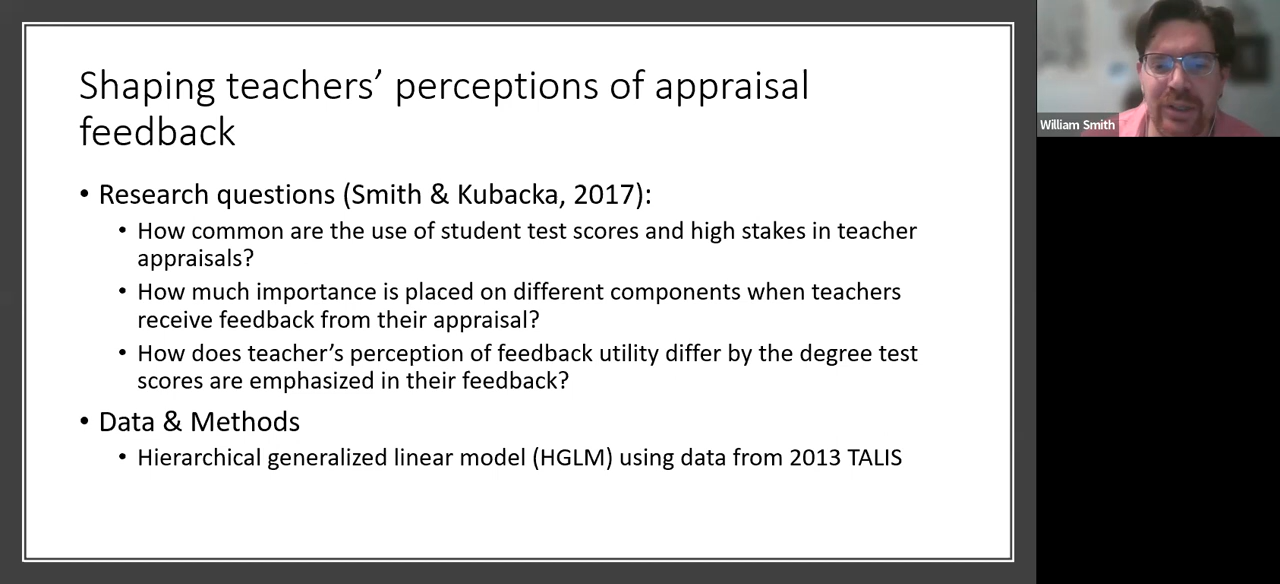 Shaping teachers’ perceptions of appraisal
feedback
• Research questions (Smith & Kubacka, 2017):
• How common are the use of student test scores and high stakes in teacher
appraisals?
• How much importance is placed on different components when teachers
receive feedback from their appraisal?
• How does teacher’s perception of feedback utility differ by the degree test
scores are emphasized in their feedback?
• Data & Methods
• Hierarchical generalized linear model (HGLM) using data from 2013 TALIS
William Smith